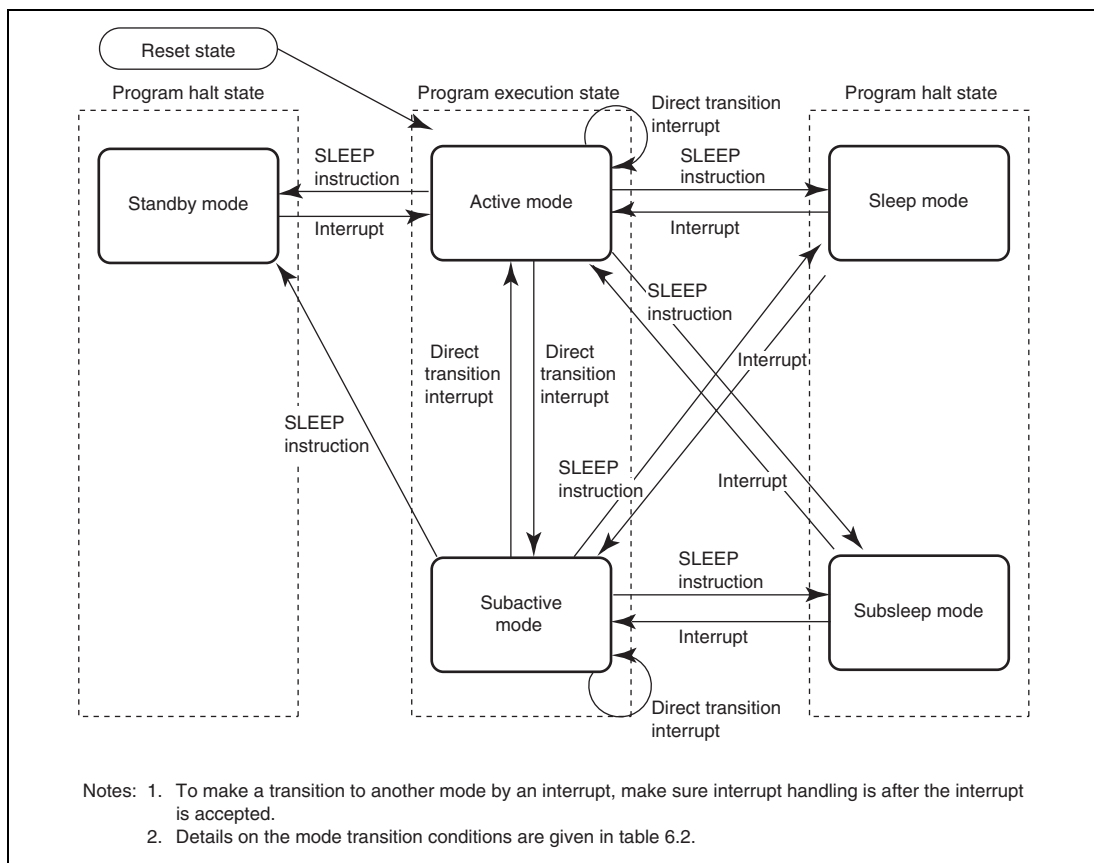 Reset state
Program halt state
Program execution state
Program halt state
Direct transition
interrupt
SLEEP
instruction
SLEEP
instruction
Standby mode
Active mode
Sleep mode
Interrupt
Interrupt
SLEEP
instruction
Direct
transition
interrupt
Direct
transition
interrupt
Interrupt
SLEEP
instruction
SLEEP
instruction
Interrupt
SLEEP
instruction
Subactive
mode
Subsleep mode
Interrupt
Direct transition
interrupt
Notes: 1. To make a transition to another mode by an interrupt, make sure interrupt handling is after the interrupt
is accepted.
2. Details on the mode transition conditions are given in table 6.2.